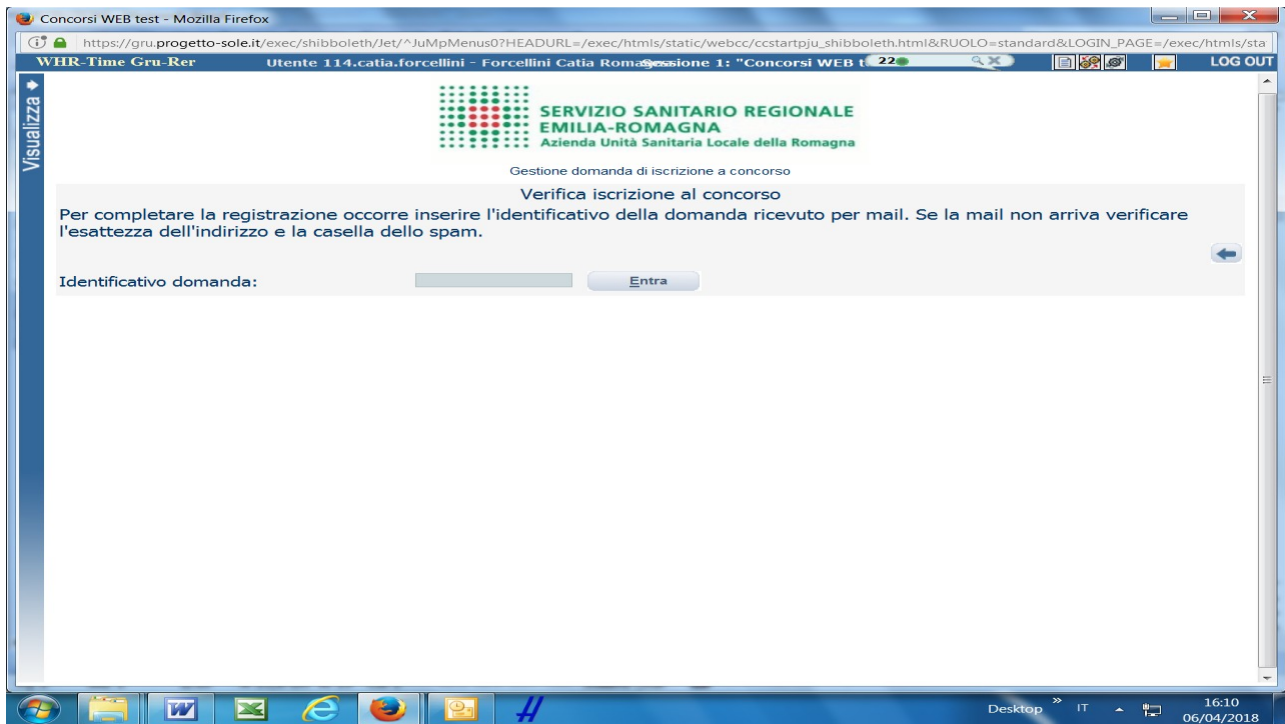 Concorsi WEB test - Mozilla Firefox
https://gru.progetto-sole.it/exec/shibboleth/Jet/^JuMpMenus0?HEADURL=/exec/htmls/static/webcc/ccstartpju_shibboleth.html&RUOLO=standard&LOGIN_PAGE=/exec/htmls/sta
WHR-Time Gru-Rer Utente 114.catia.forcellini - Forcellini Catia 1: "Concorsi WEB t 22 LOG OUT
Visualizza
SERVIZIO SANITARIO REGIONALE
EMILIA-ROMAGNA
Azienda Unità Sanitaria Locale della Romagna
Gestione domanda di iscrizione a concorso
Verifica iscrizione al concorso
Per completare la registrazione occorre inserire l'identificativo della domanda ricevuto per mail. Se la mail non arriva verificare
l'esattezza dell'indirizzo e la casella dello spam.
Identificativo domanda: Entra
Desktop » IT 16:10
06/04/2018